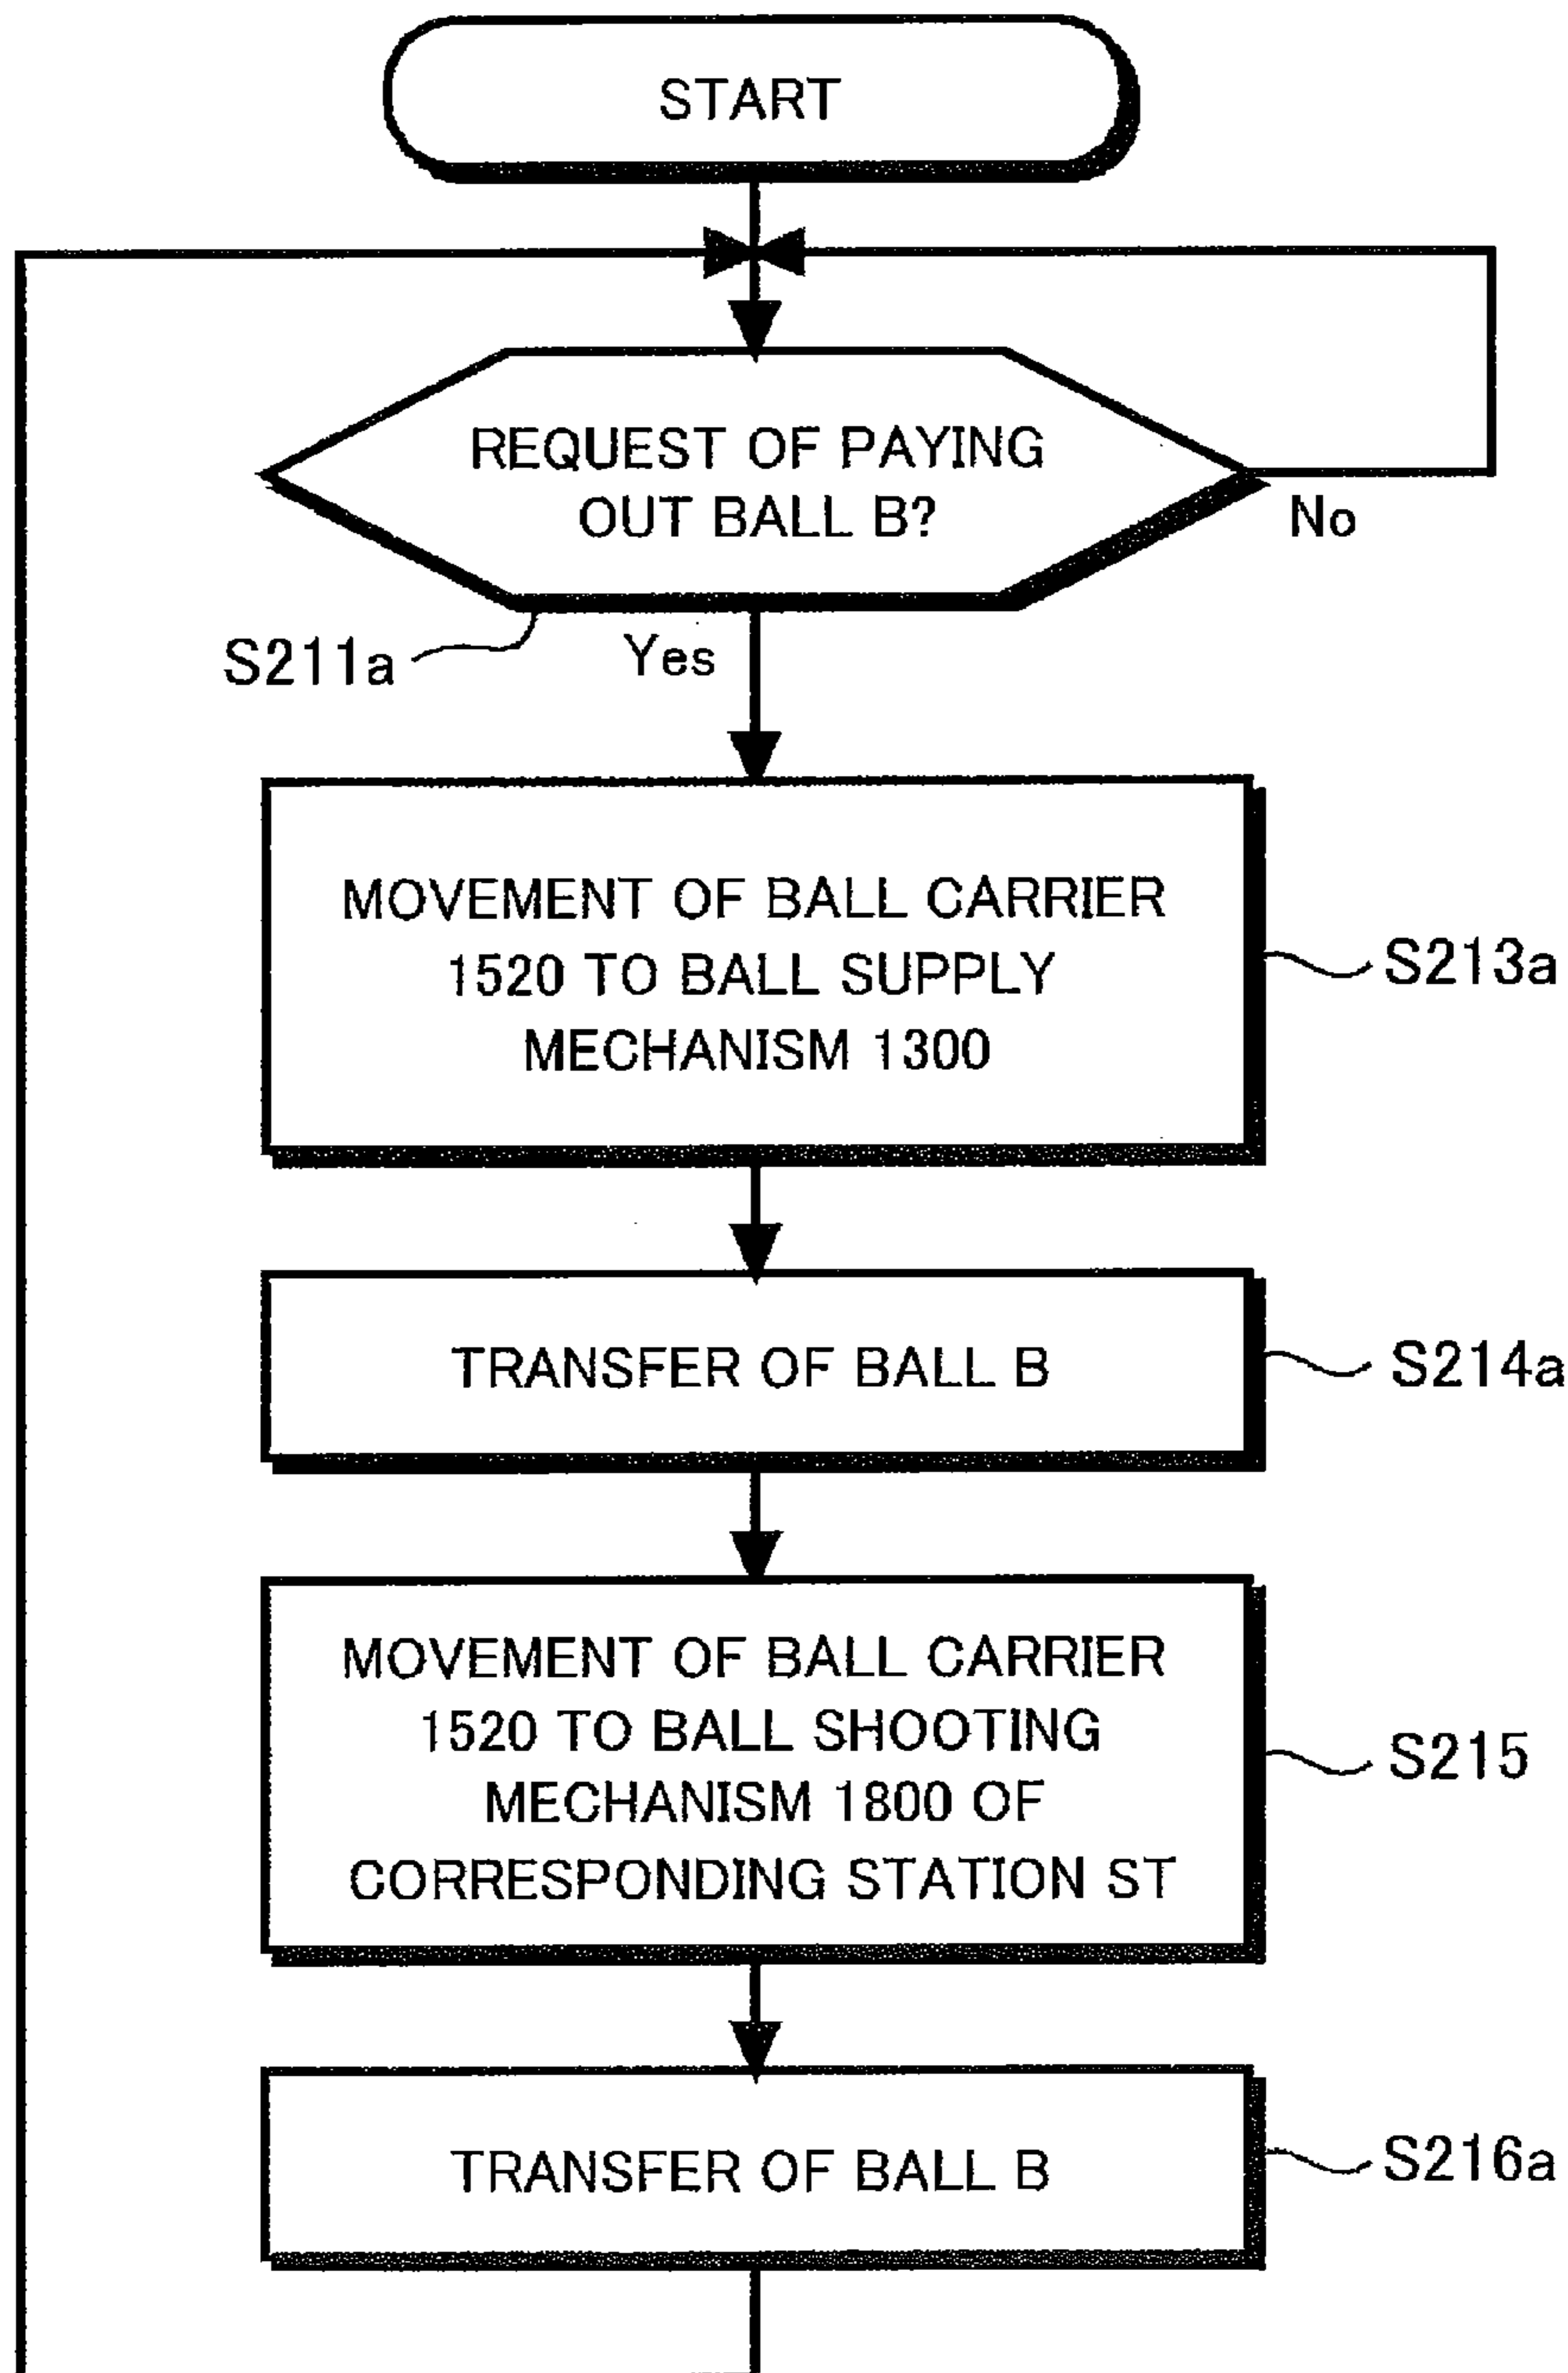 START
REQUEST OF PAYING
OUT BALL B?
No
S211a
Yes
MOVEMENT OF BALL CARRIER
1520 TO BALL SUPPLY
MECHANISM 1300
S213a
TRANSFER OF BALL B
S214a
MOVEMENT OF BALL CARRIER
1520 TO BALL SHOOTING
MECHANISM 1800 OF
CORRESPONDING STATION ST
S215
TRANSFER OF BALL B
S216a